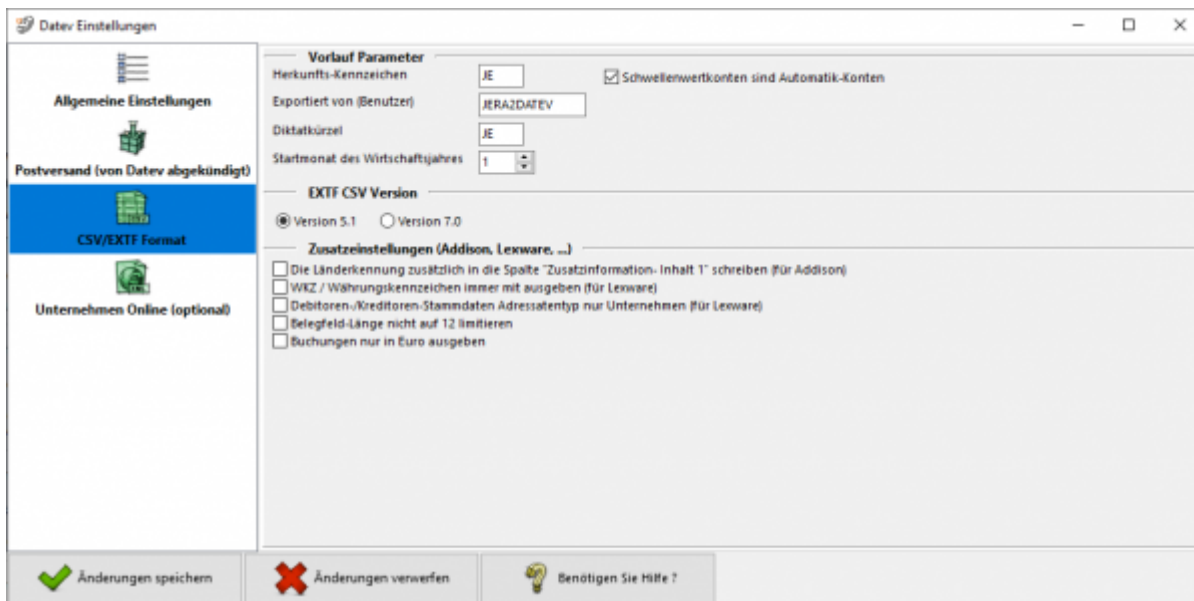 Datev Einstellungen
Allgemeine Einstellungen
Postversand (von Datev abgekündigt)
CSV/EXTF Format
Unternehmen Online (optional)
Vorlauf Parameter
Herkunfts-Kennzeichen JE
Schwellenwertkonten sind Automatik-Konten
Exportiert von (Benutzer) JERA2DATEV
Diktatkürzel JE
Startmonat des Wirtschaftsjahres 1
EXTF CSV Version
Version 5.1 Version 7.0
Zusatzeinstellungen (Addison, Lexware, ...)
Die Länderkennung zusätzlich in die Spalte "Zusatzinformation- Inhalt 1" schreiben (für Addison)
WKZ / Währungskennzeichen immer mit ausgeben (für Lexware)
Debitoren-/Kreditoren-Stammdaten Adressatentyp nur Unternehmen (für Lexware)
Belegfeld-Länge nicht auf 12 limitieren
Buchungen nur in Euro ausgeben
Änderungen speichern
Änderungen verwerfen
Benötigen Sie Hilfe ?